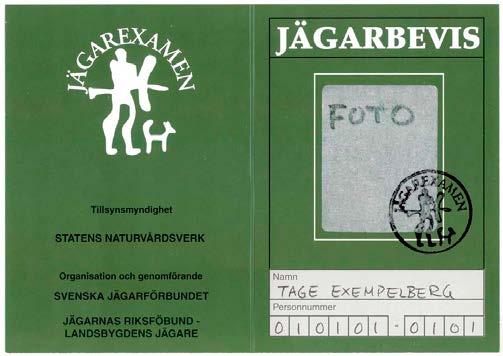 JÄGAREXAMEN
Tillsynsmyndighet
STATENS NATURVÅRDSVERK
Organisation och genomförande
SVENSKA JÄGARFÖRBUNDET
JÄGARNAS RIKSFÖBUND -
LANDSBYGDENS JÄGARE
JÄGARBEVIS
FOTO
JÄGAREXAMEN
Namn
TAGE EXEMPELBERG
Personnummer
010101-0101